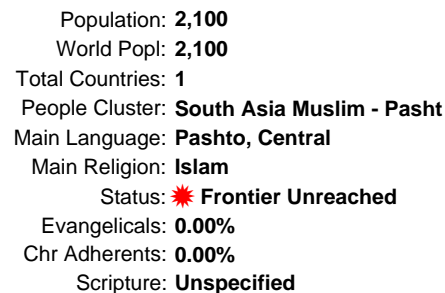 Population: 2,100
World Popl: 2,100
Total Countries: 1
People Cluster: South Asia Muslim - Pasht
Main Language: Pashto, Central
Main Religion: Islam
Status: Frontier Unreached
Evangelicals: 0.00%
Chr Adherents: 0.00%
Scripture: Unspecified